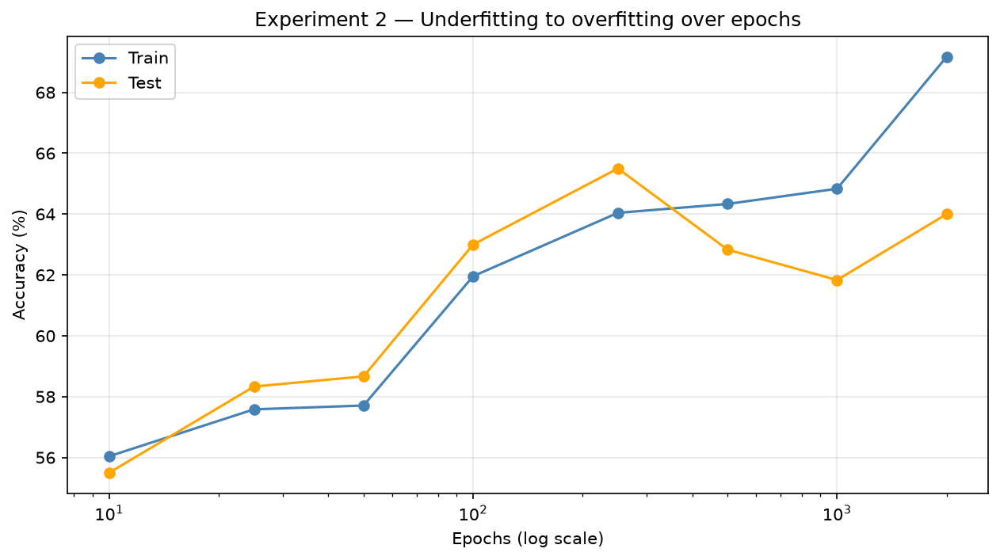 Experiment 2 — Underfitting to overfitting over epochs
Train
Test
68
66
64
62
60
58
56
Accuracy (%)
10¹ 10² 10³
Epochs (log scale)